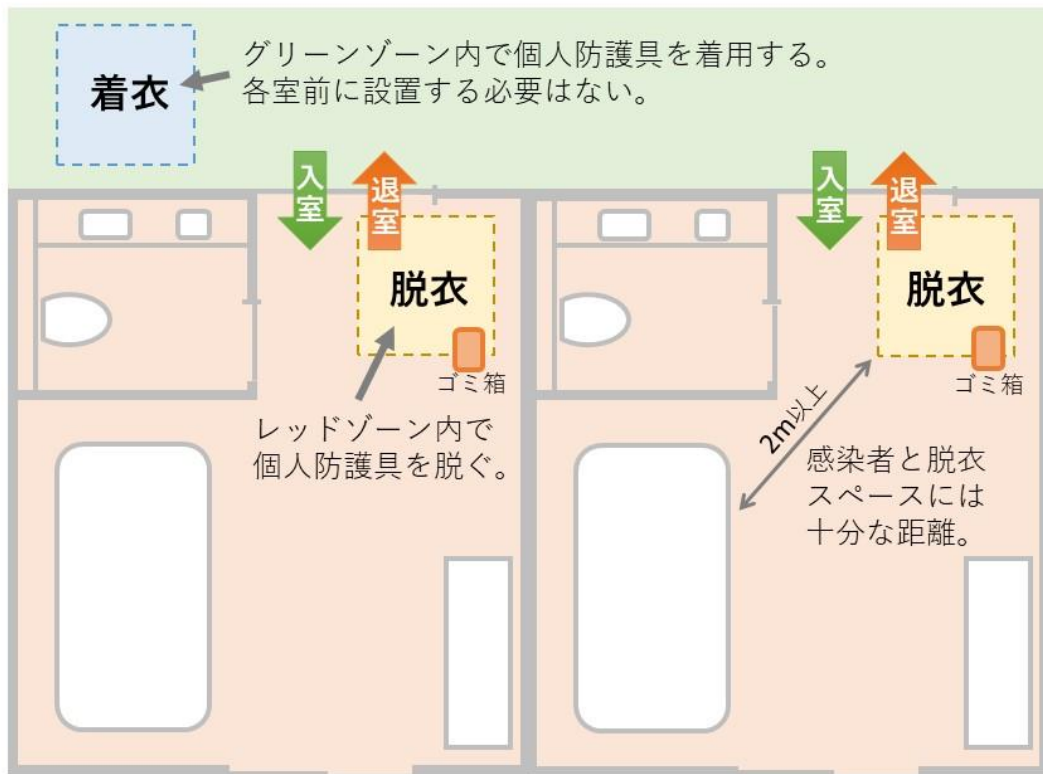 グリーンゾーン内で個人防護具を着用する。
各室前に設置する必要はない。
着衣
入室
退室
入室
退室
脱衣
脱衣
ゴミ箱
ゴミ箱
レッドゾーン内で
個人防護具を脱ぐ。
2m以上
感染者と脱衣
スペースには
十分な距離。